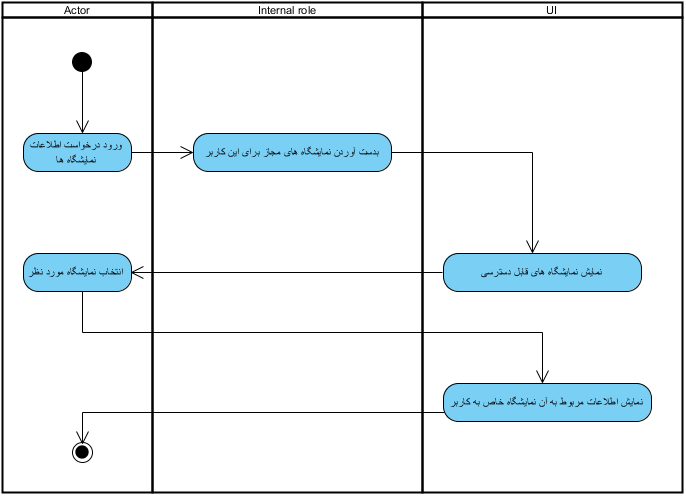 Actor
Internal role
UI
ورود درخواست اطلاعات
نمایشگاه ها
بدست آوردن نمایشگاه های مجاز برای این کاربر
نمایش نمایشگاه های قابل دسترسی
انتخاب نمایشگاه مورد نظر
نمایش اطلاعات مربوط به آن نمایشگاه خاص به کاربر